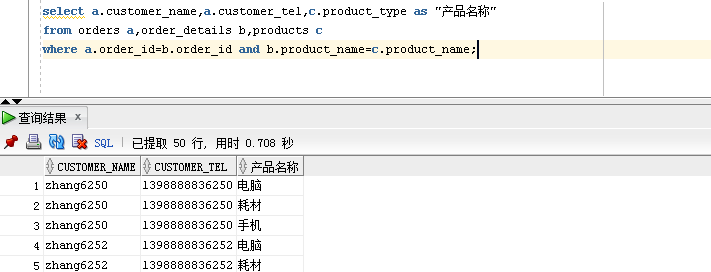 select a.customer_name,a.customer_tel,c.product_type as "产品名称"
from orders a,order_details b,products c
where a.order_id=b.order_id and b.product_name=c.product_name;
查询结果 x
SQL | 已提取 50 行, 用时 0.708 秒
CUSTOMER_NAME CUSTOMER_TEL 产品名称
1 zhang6250 1398888836250 电脑
2 zhang6250 1398888836250 耗材
3 zhang6250 1398888836250 手机
4 zhang6252 1398888836252 电脑
5 zhang6252 1398888836252 耗材